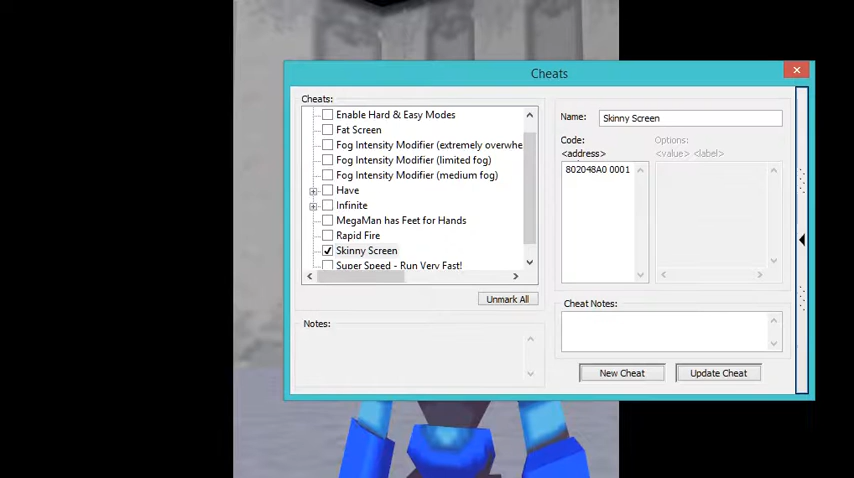 Cheats
Cheats:
Enable Hard & Easy Modes
Fat Screen
Fog Intensity Modifier (extremely overwhe
Fog Intensity Modifier (limited fog)
Fog Intensity Modifier (medium fog)
Have
Infinite
MegaMan has Feet for Hands
Rapid Fire
Skinny Screen
Super Speed - Run Very Fast!
Unmark All
Notes:
Name: Skinny Screen
Code: Options:
<address> <value> <label>
802048A0 0001
Cheat Notes:
New Cheat Update Cheat